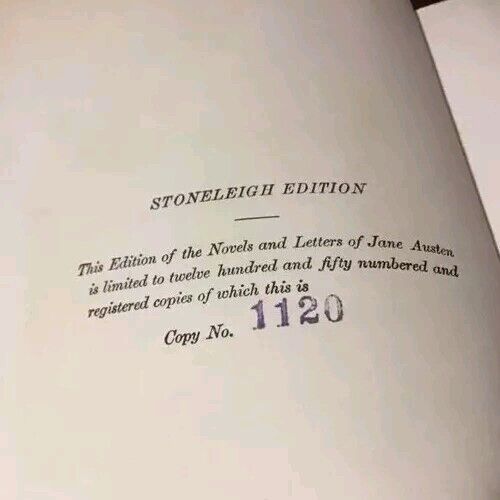 STONELEIGH EDITION
This Edition of the Novels and Letters of Jane Austen
is limited to twelve hundred and fifty numbered and
registered copies of which this is
Copy No. 1120